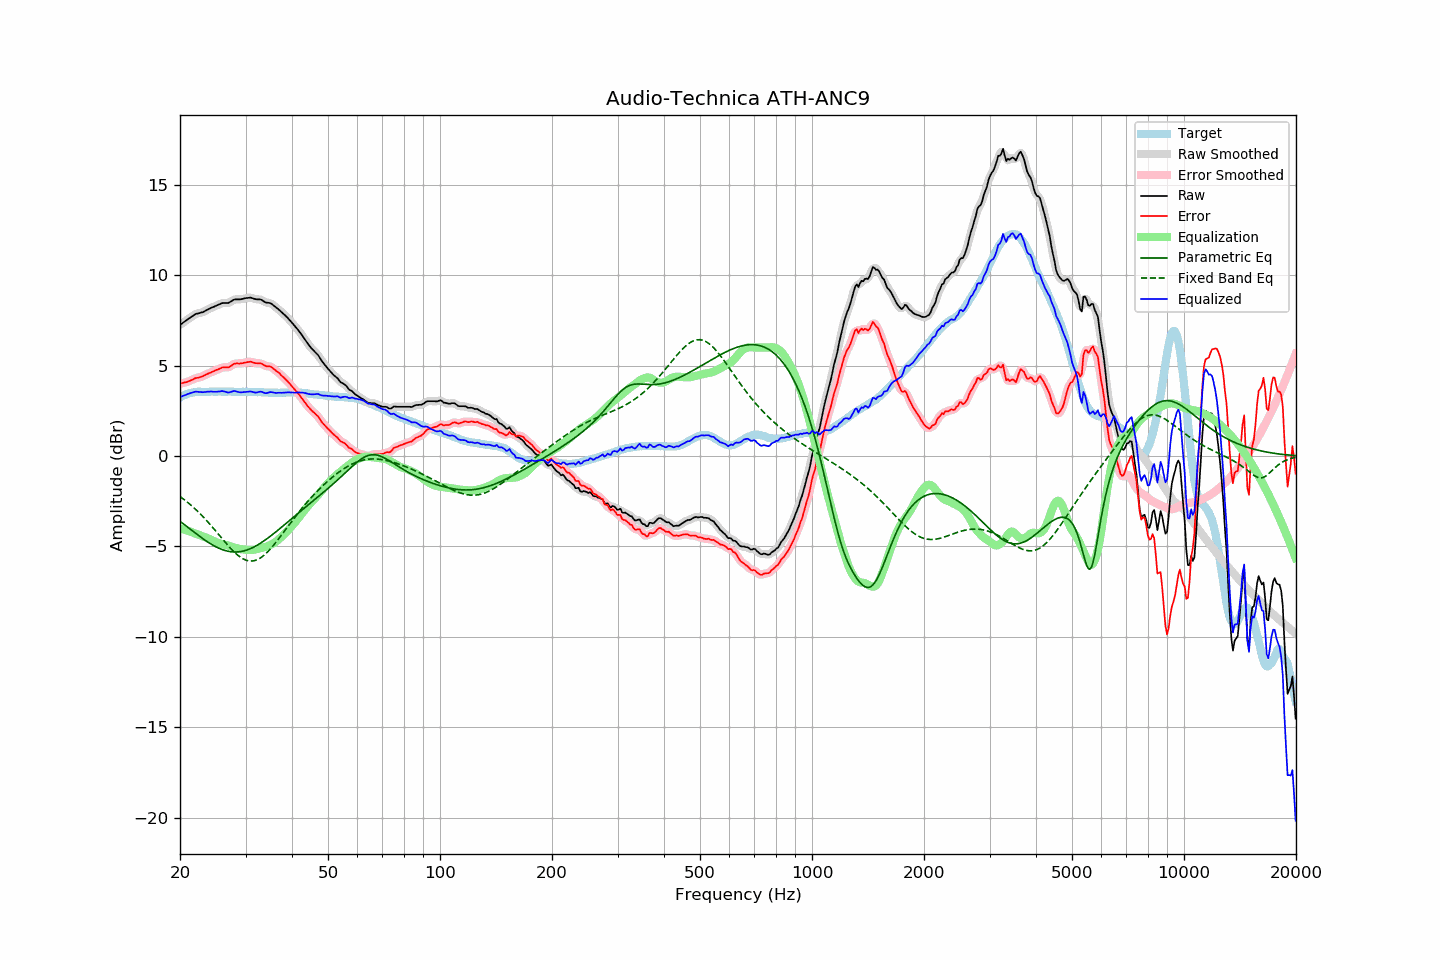 Audio-Technica ATH-ANC9
Target
Raw Smoothed
Error Smoothed
Raw
Error
Equalization
Parametric Eq
Fixed Band Eq
Equalized
Amplitude (dBr)
15
10
5
0
−5
−10
−15
−20
20 50 100 200 500 1000 2000 5000 10000 20000
Frequency (Hz)